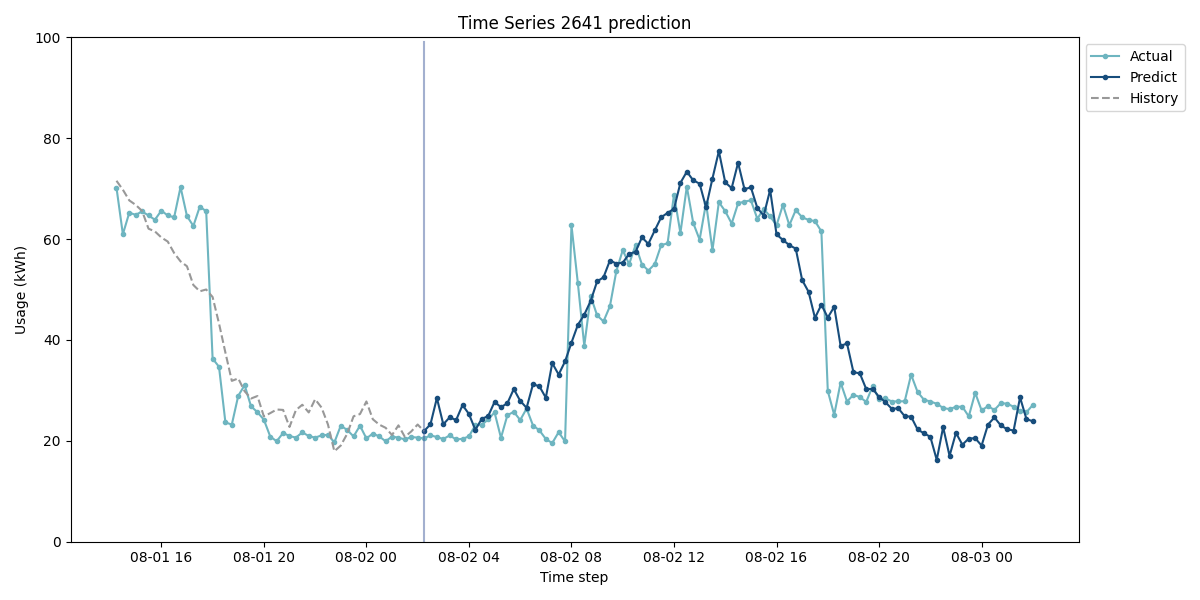 Time Series 2641 prediction
Usage (kWh)
100
80
60
40
20
0
08-01 16
08-01 20
08-02 00
08-02 04
08-02 08
08-02 12
08-02 16
08-02 20
08-03 00
Time step
Actual
Predict
History